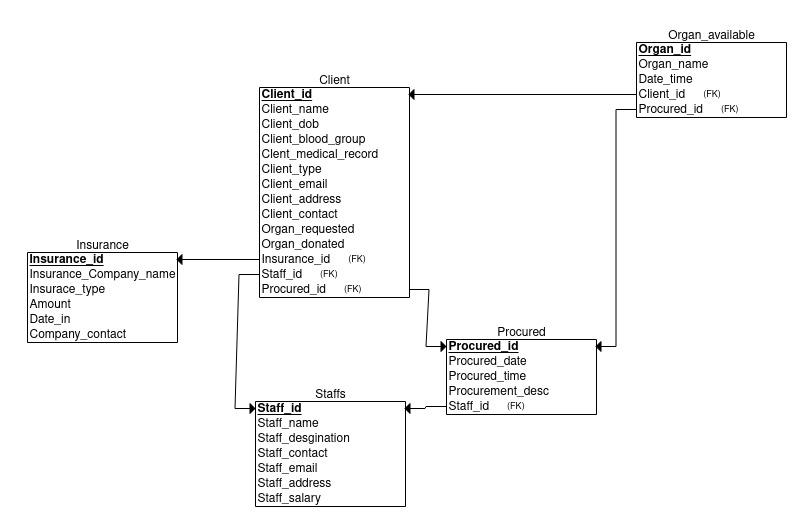 Organ_available
Organ_id
Organ_name
Date_time
Client_id (FK)
Procured_id (FK)
Client
Client_id
Client_name
Client_dob
Client_blood_group
Clent_medical_record
Client_type
Client_email
Client_address
Client_contact
Organ_requested
Organ_donated
Insurance_id (FK)
Staff_id (FK)
Procured_id (FK)
Insurance
Insurance_id
Insurance_Company_name
Insurace_type
Amount
Date_in
Company_contact
Procured
Procured_id
Procured_date
Procured_time
Procurement_desc
Staff_id (FK)
Staffs
Staff_id
Staff_name
Staff_desgination
Staff_contact
Staff_email
Staff_address
Staff_salary